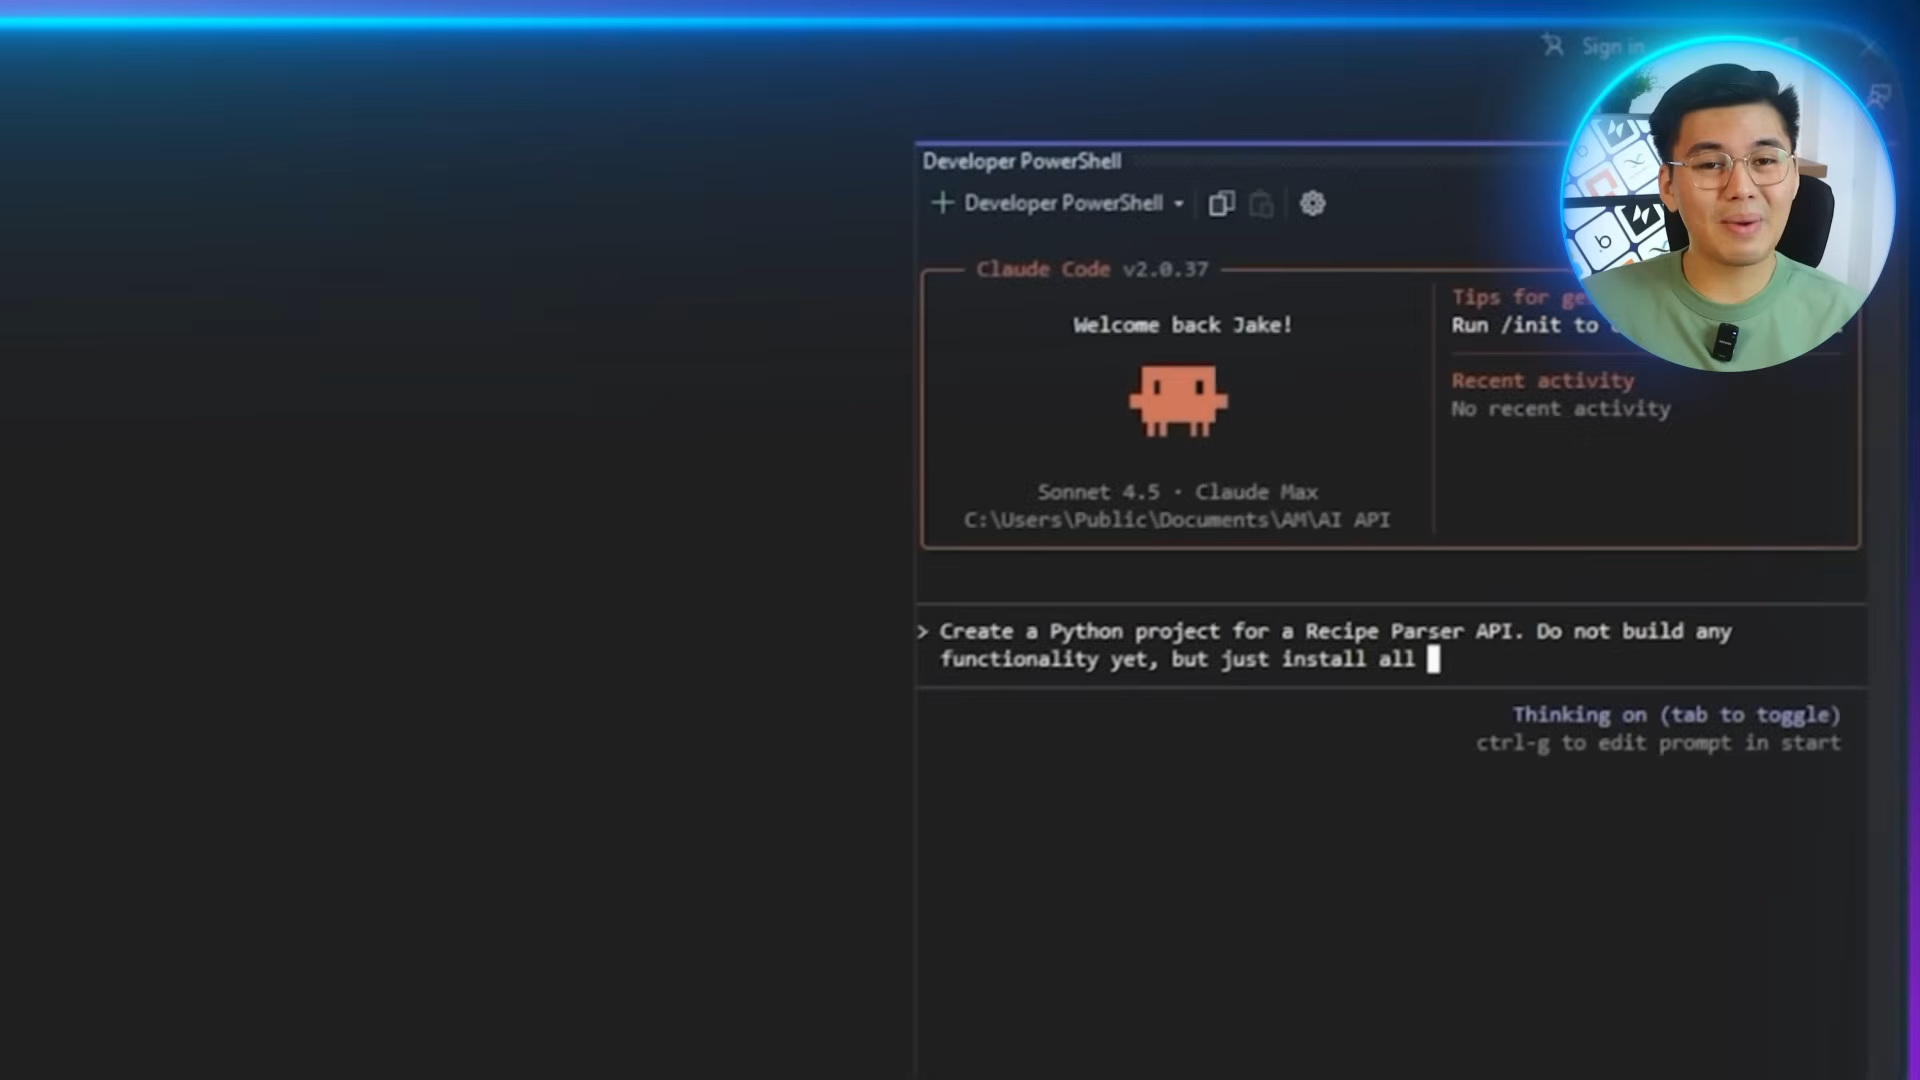 Sign in
Developer PowerShell
Developer PowerShell
Claude Code v2.0.37
Welcome back Jake!
Sonnet 4.5 · Claude Max
C:\Users\Public\Documents\AM\AI API
Tips for
Run /init to
Recent activity
No recent activity
> Create a Python project for a Recipe Parser API. Do not build any
functionality yet, but just install all
Thinking on (tab to toggle)
ctrl-g to edit prompt in start